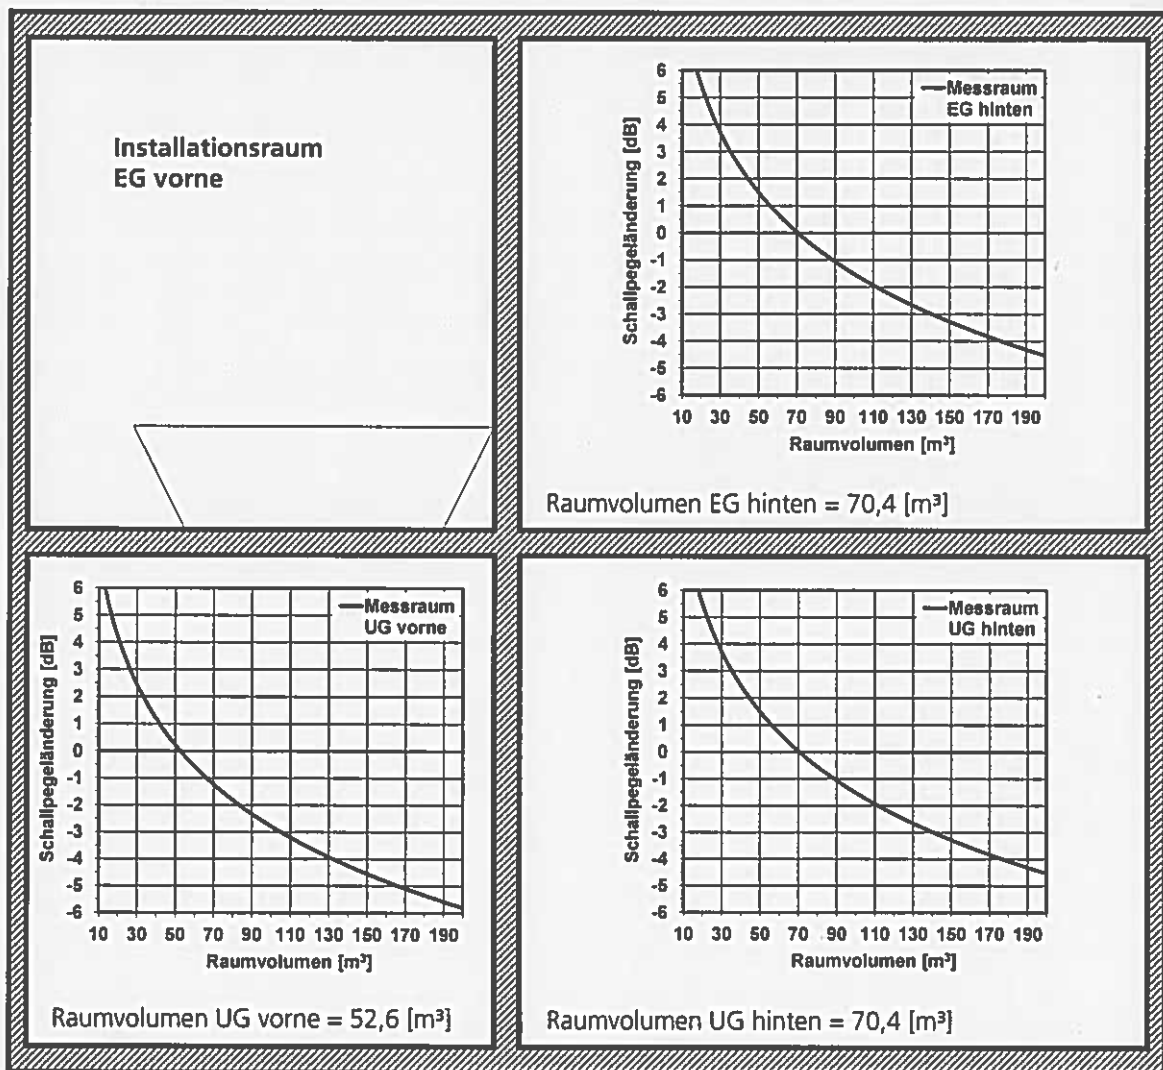 Installationsraum
EG vorne
Messraum
EG hinten
Schallpegeländerung [dB]
6
5
4
3
2
1
0
-1
-2
-3
-4
-5
-6
10 30 50 70 90 110 130 150 170 190
Raumvolumen [m³]
Raumvolumen EG hinten = 70,4 [m³]
Messraum
UG vorne
Schallpegeländerung [dB]
6
5
4
3
2
1
0
-1
-2
-3
-4
-5
-6
10 30 50 70 90 110 130 150 170 190
Raumvolumen [m³]
Raumvolumen UG vorne = 52,6 [m³]
Messraum
UG hinten
Schallpegeländerung [dB]
6
5
4
3
2
1
0
-1
-2
-3
-4
-5
-6
10 30 50 70 90 110 130 150 170 190
Raumvolumen [m³]
Raumvolumen UG hinten = 70,4 [m³]